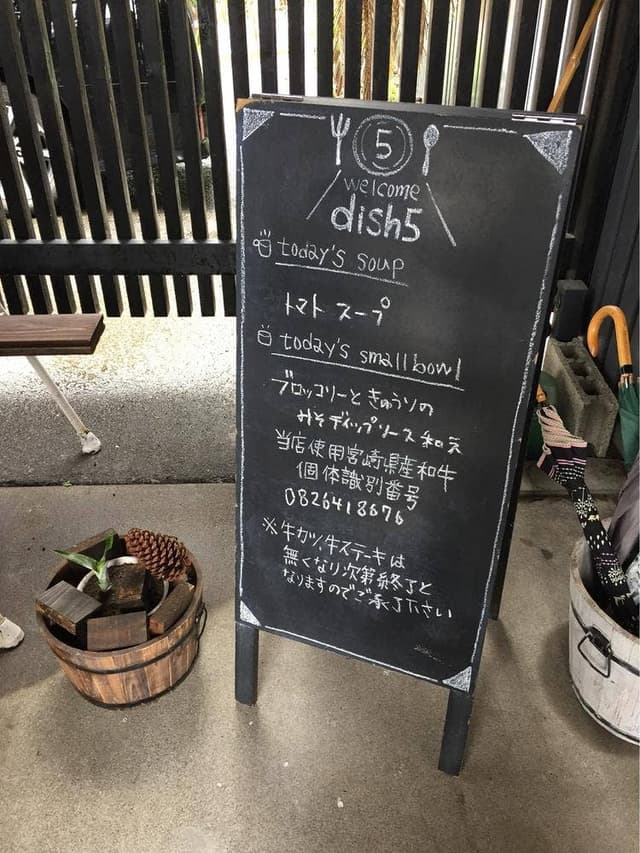 5
welcome
dish5
today's soup
トマトスープ
today's small bowl
ブロッコリーときゅうりの
みそディップソース和え
当店使用宮崎県産和牛
個体識別番号
0826418676
※牛カツ、牛ステーキは
無くなり次第終了と
なりますのでご承了下さい